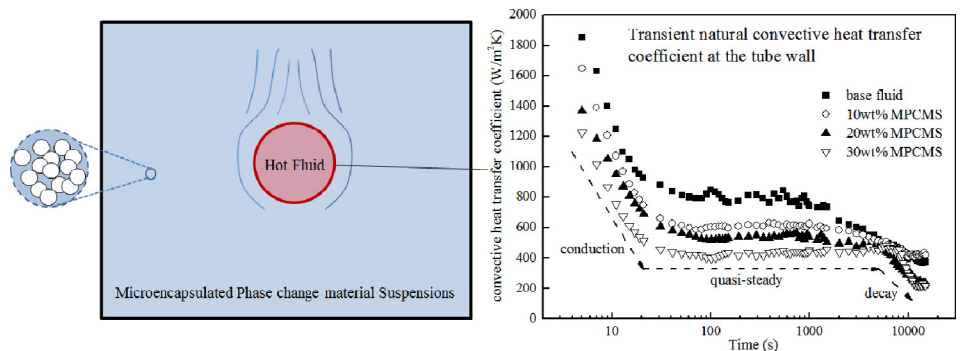 Hot Fluid
Microencapsulated Phase change material Suspensions
convective heat transfer coefficient (W/m²K)
2000
1800
1600
1400
1200
1000
800
600
400
200
0
Transient natural convective heat transfer
coefficient at the tube wall
base fluid
10wt% MPCMS
20wt% MPCMS
30wt% MPCMS
conduction
quasi-steady
decay
10
100
1000
10000
Time (s)